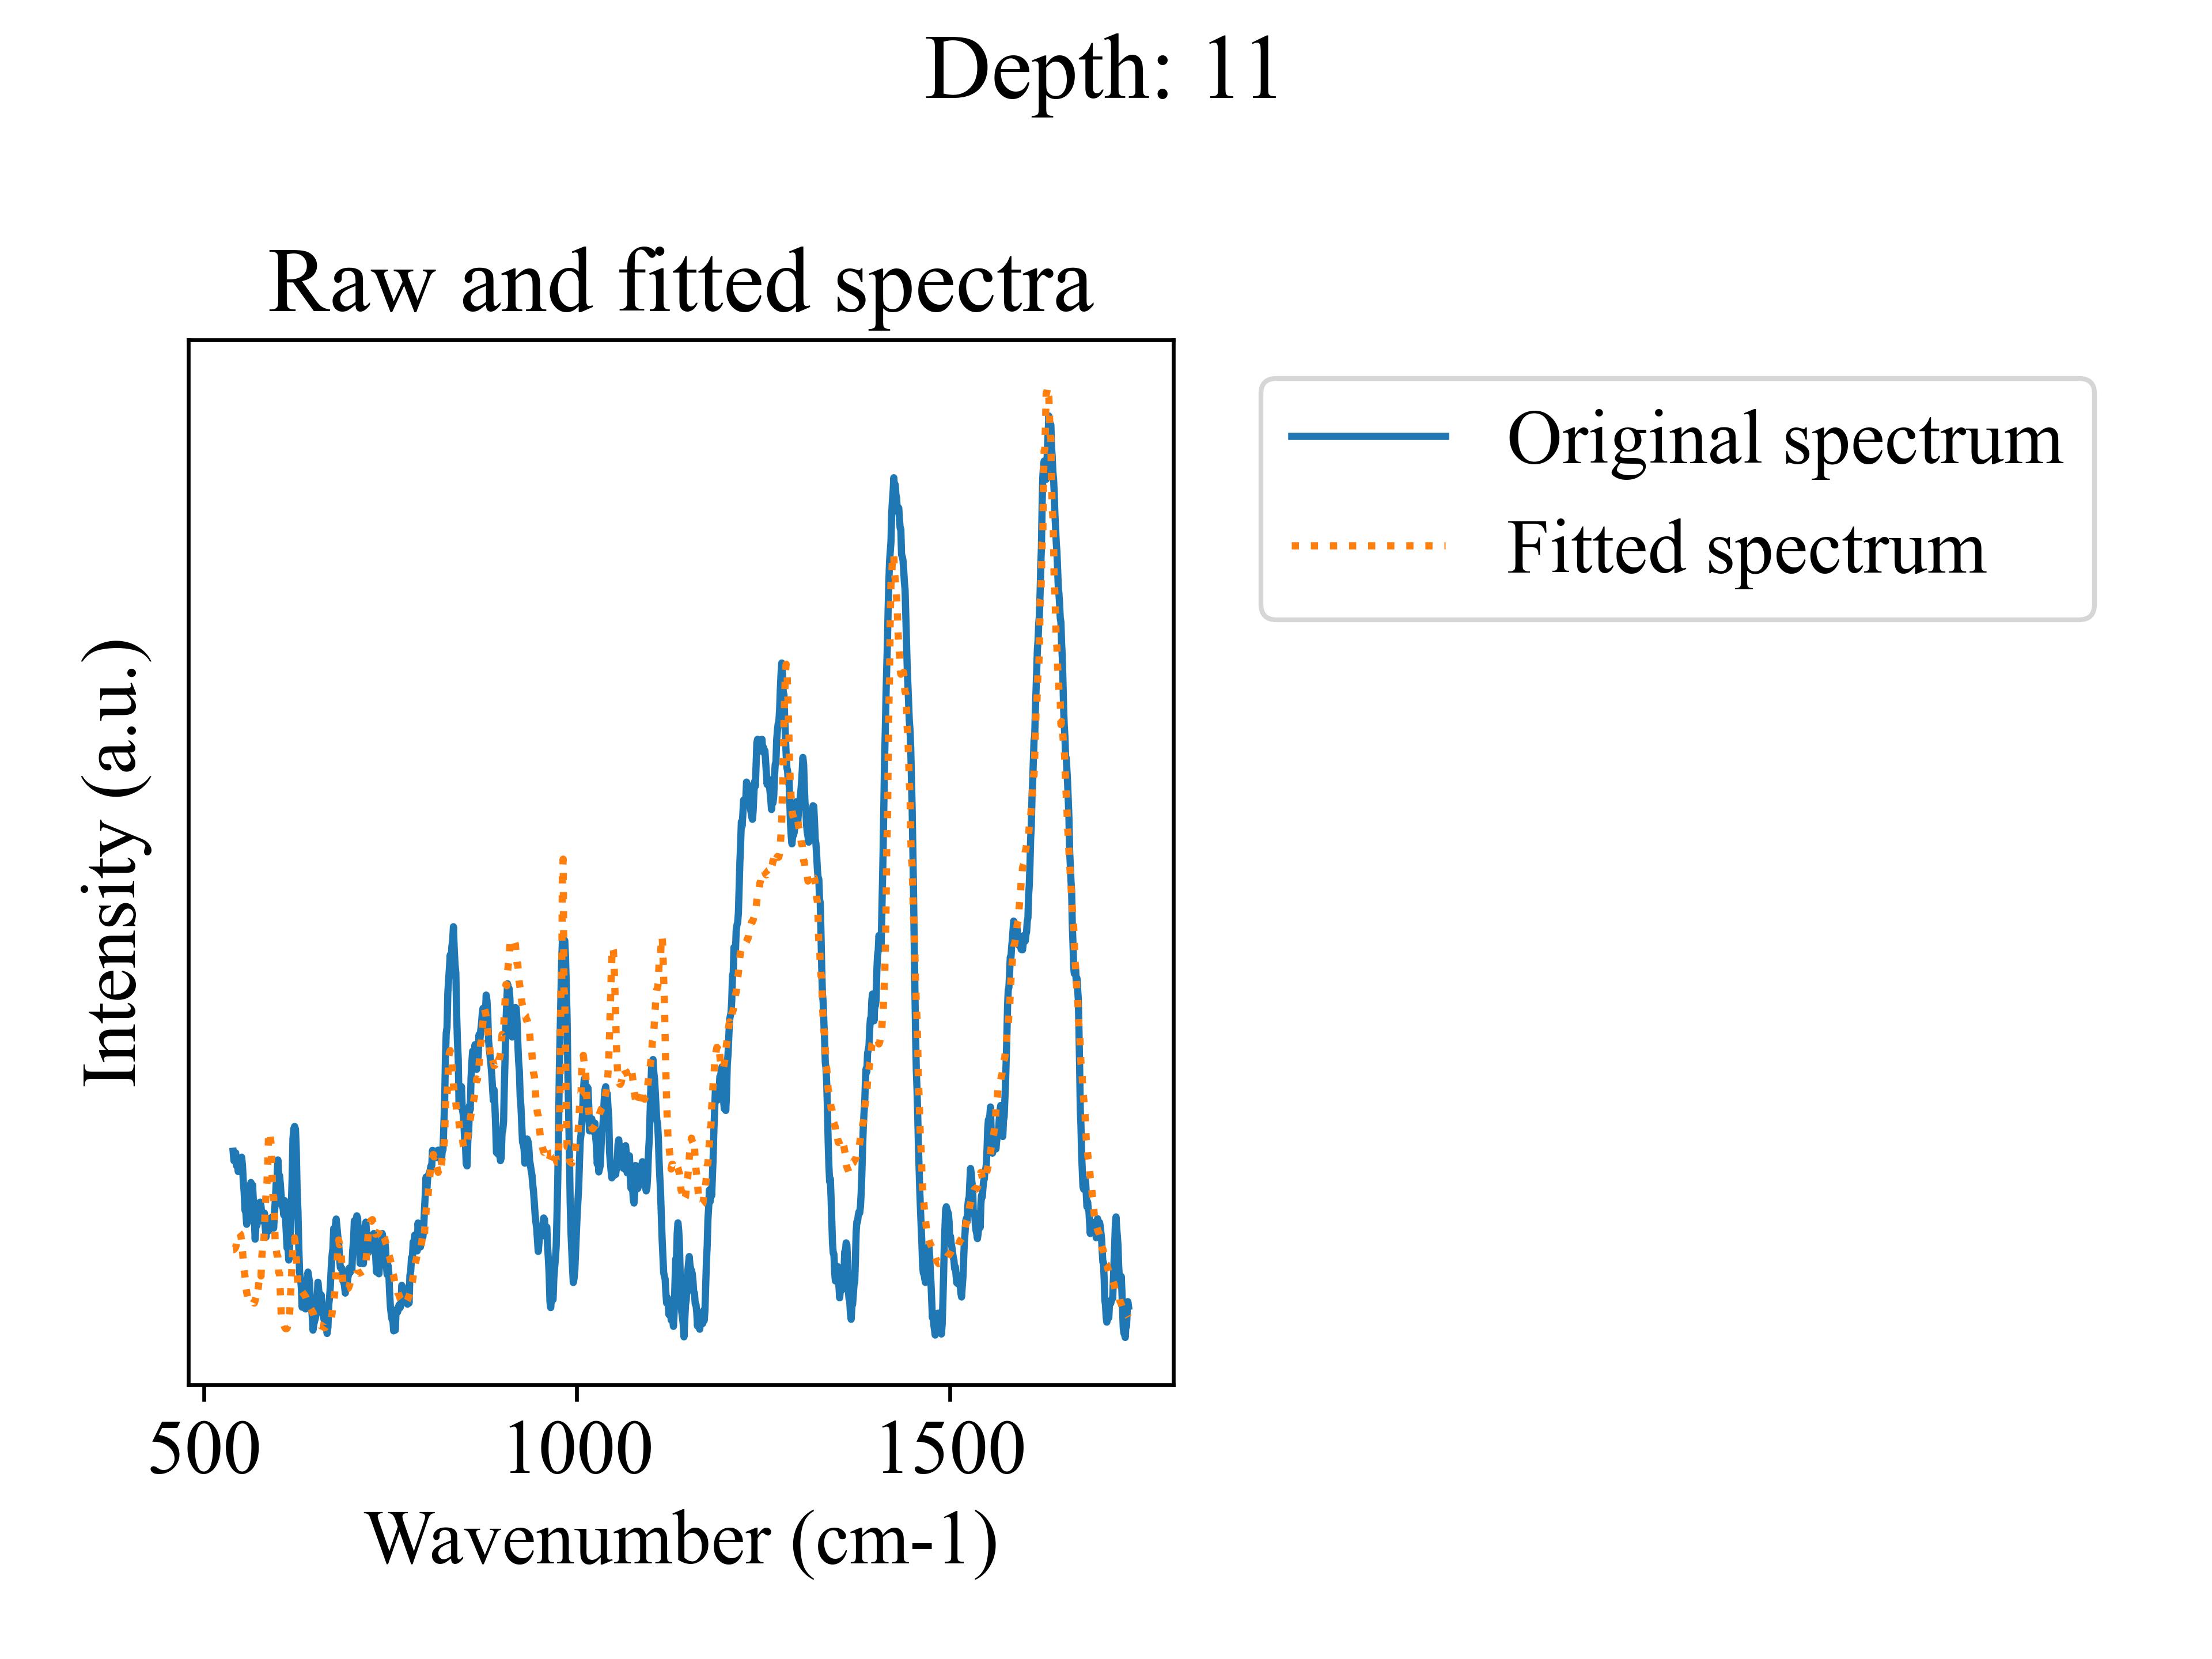 Depth: 11
Raw and fitted spectra
Original spectrum
Fitted spectrum
Intensity (a.u.)
500 1000 1500
Wavenumber (cm-1)